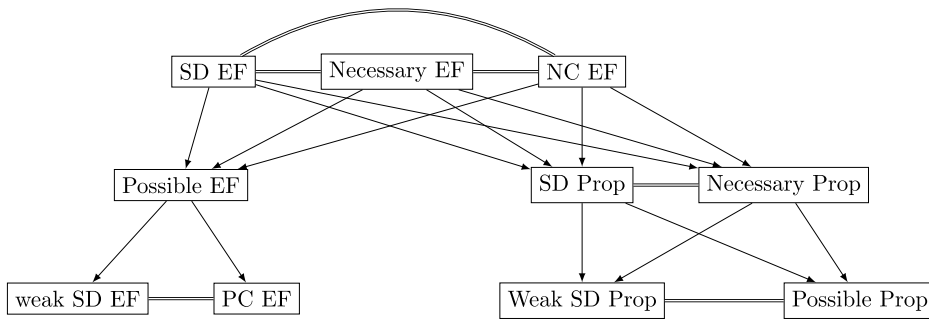 SD EF
Necessary EF
NC EF
Possible EF
SD Prop
Necessary Prop
weak SD EF
PC EF
Weak SD Prop
Possible Prop